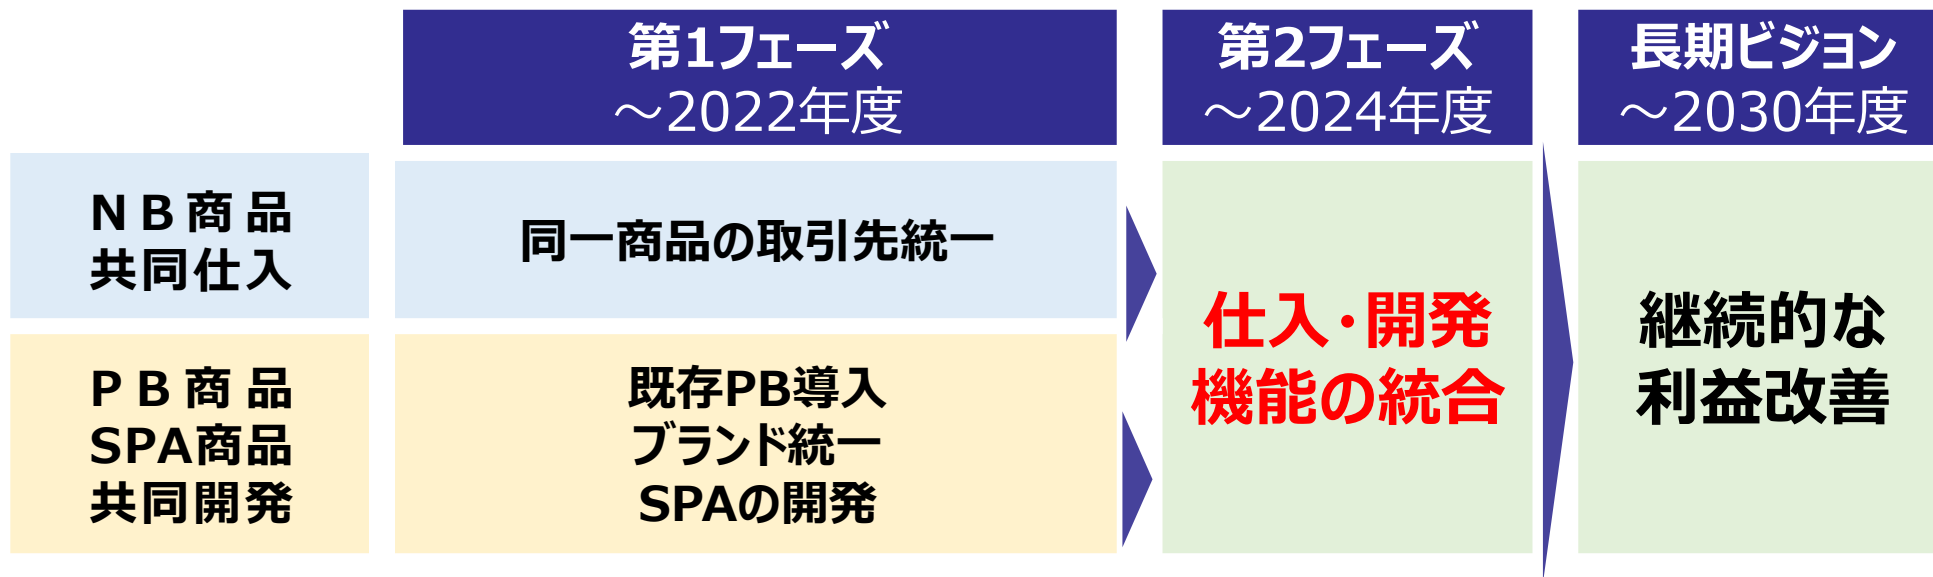 第1フェーズ
～2022年度
第2フェーズ
～2024年度
長期ビジョン
～2030年度
NB商品
共同仕入
同一商品の取引先統一
PB商品
SPA商品
共同開発
既存PB導入
ブランド統一
SPAの開発
仕入・開発
機能の統合
継続的な
利益改善